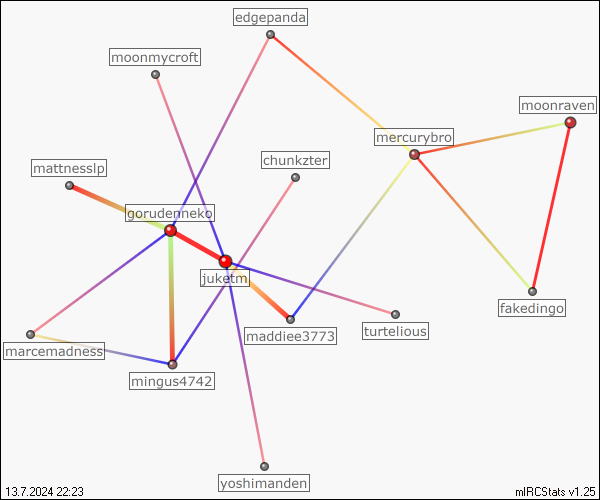 edgepanda
moonmycroft
moonraven
mercurybro
chunkzter
mattnesslp
gorudenneko
juketm
fakedingo
turtelious
maddiee3773
marcemadness
mingus4742
yoshimanden
13.7.2024 22:23
mIRCStats v1.25